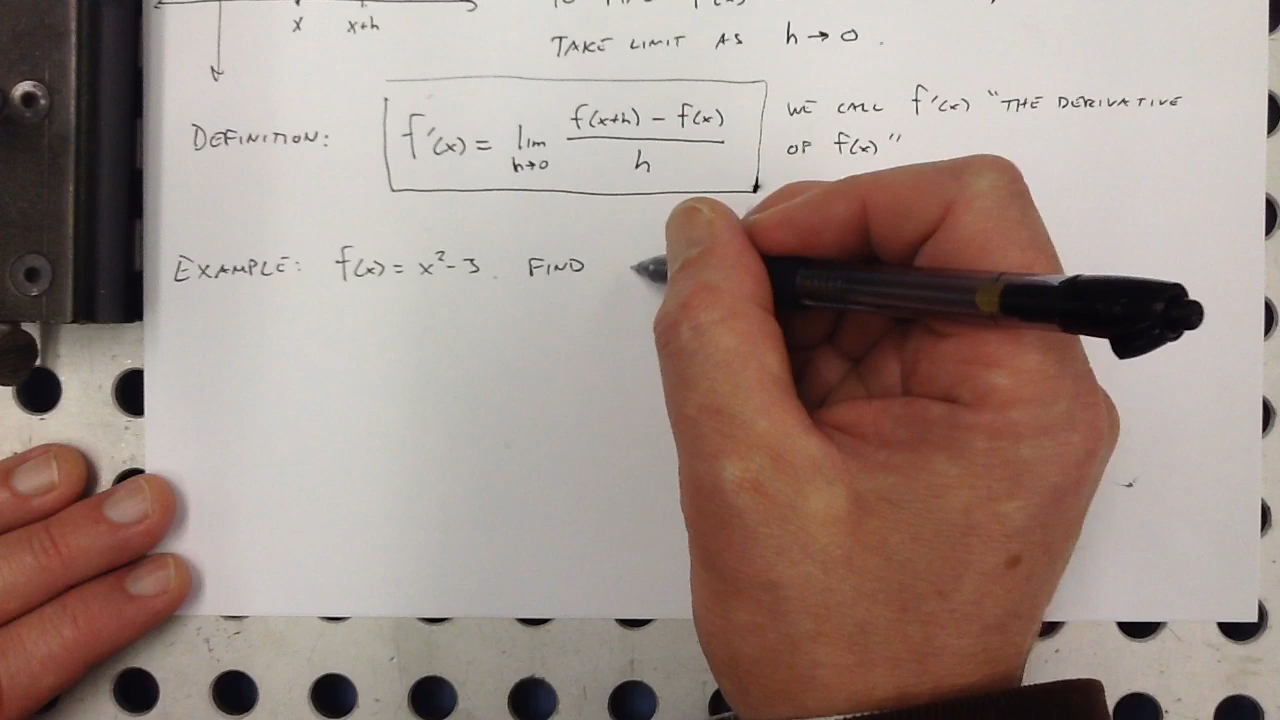 x x+h
TAKE LIMIT AS h → 0.
DEFINITION: f'(x) = lim h→0 f(x+h) - f(x) / h
WE CALL f'(x) "THE DERIVATIVE
OF f(x)"
EXAMPLE: f(x) = x² - 3. FIND